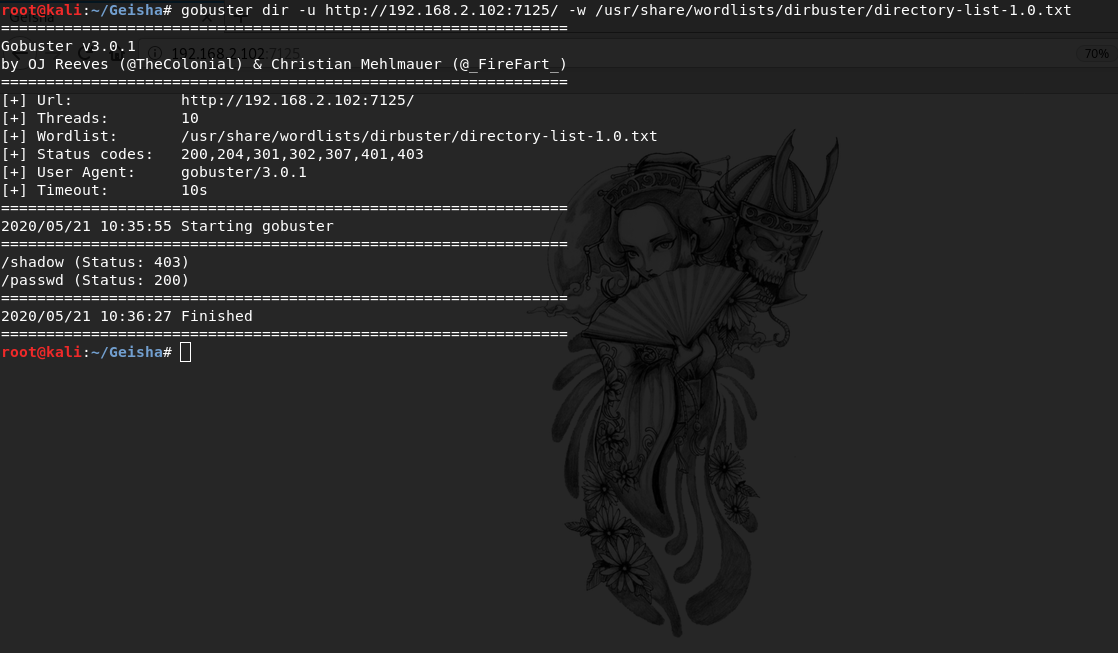 root@kali:~/Geisha# gobuster dir -u http://192.168.2.102:7125/ -w /usr/share/wordlists/dirbuster/directory-list-1.0.txt
===============================================================
Gobuster v3.0.1
192.168.2.102:7125
70%
by OJ Reeves (@TheColonial) & Christian Mehlmauer (@_FireFart_)
===============================================================
[+] Url:            http://192.168.2.102:7125/
[+] Threads:        10
[+] Wordlist:       /usr/share/wordlists/dirbuster/directory-list-1.0.txt
[+] Status codes:   200,204,301,302,307,401,403
[+] User Agent:     gobuster/3.0.1
[+] Timeout:        10s
===============================================================
2020/05/21 10:35:55 Starting gobuster
===============================================================
/shadow (Status: 403)
/passwd (Status: 200)
===============================================================
2020/05/21 10:36:27 Finished
===============================================================
root@kali:~/Geisha#